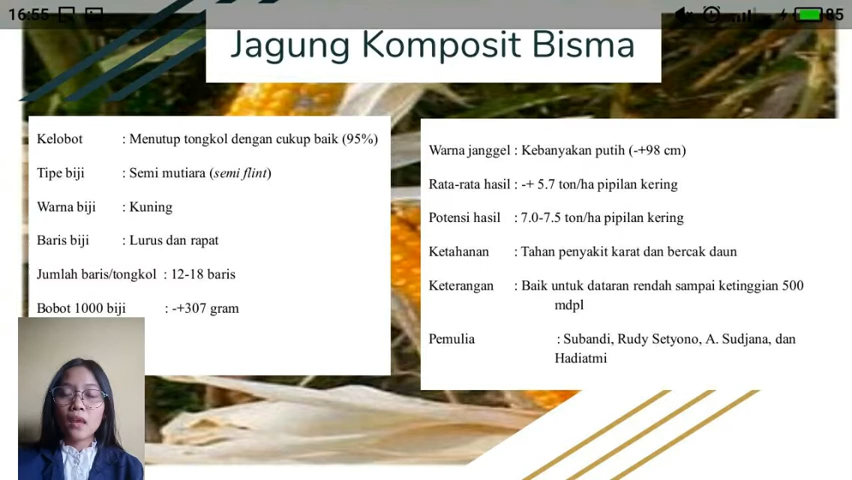 16:55
85
Jagung Komposit Bisma
Kelobot : Menutup tongkol dengan cukup baik (95%)
Tipe biji : Semi mutiara (semi flint)
Warna biji : Kuning
Baris biji : Lurus dan rapat
Jumlah baris/tongkol : 12-18 baris
Bobot 1000 biji : -+307 gram
Warna janggel : Kebanyakan putih (-+98 cm)
Rata-rata hasil : -+ 5.7 ton/ha pipilan kering
Potensi hasil : 7.0-7.5 ton/ha pipilan kering
Ketahanan : Tahan penyakit karat dan bercak daun
Keterangan : Baik untuk dataran rendah sampai ketinggian 500
mdpl
Pemulia : Subandi, Rudy Setyono, A. Sudjana, dan
Hadiatmi